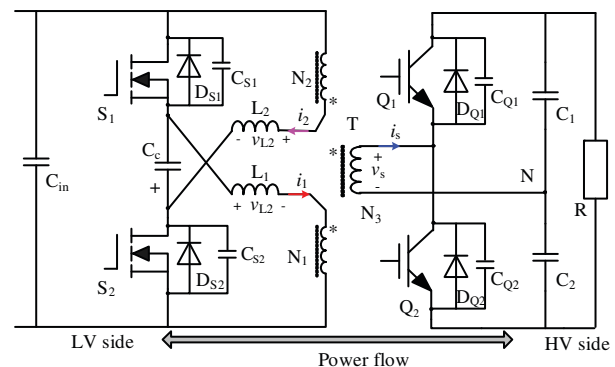 S1
DS1
CS1
N2
*
Q1
DQ1
CQ1
C1
L2
i2
- vL2 +
T
is
*
+
vs
-
Cin
Cc
+
L1
i1
+ vL2 -
*
N3
N
R
S2
DS2
CS2
N1
Q2
DQ2
CQ2
C2
LV side
Power flow
HV side